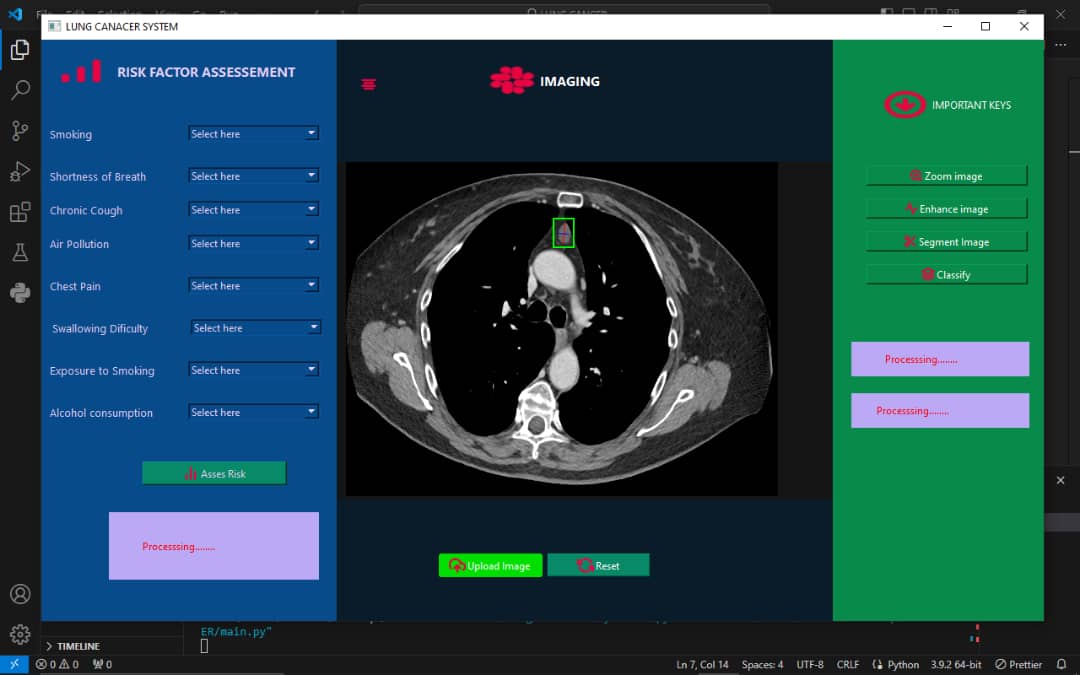 LUNG CANACER SYSTEM
RISK FACTOR ASSESSEMENT
Smoking
Select here
Shortness of Breath
Select here
Chronic Cough
Select here
Air Pollution
Select here
Chest Pain
Select here
Swallowing Dificulty
Select here
Exposure to Smoking
Select here
Alcohol consumption
Select here
Asses Risk
Processsing........
IMAGING
Upload Image
Reset
IMPORTANT KEYS
Zoom image
Enhance image
Segment Image
Classify
Processsing........
Processsing........
ER/main.py"
TIMELINE
0 0 0
Ln 7, Col 14 Spaces: 4 UTF-8 CRLF Python 3.9.2 64-bit Prettier